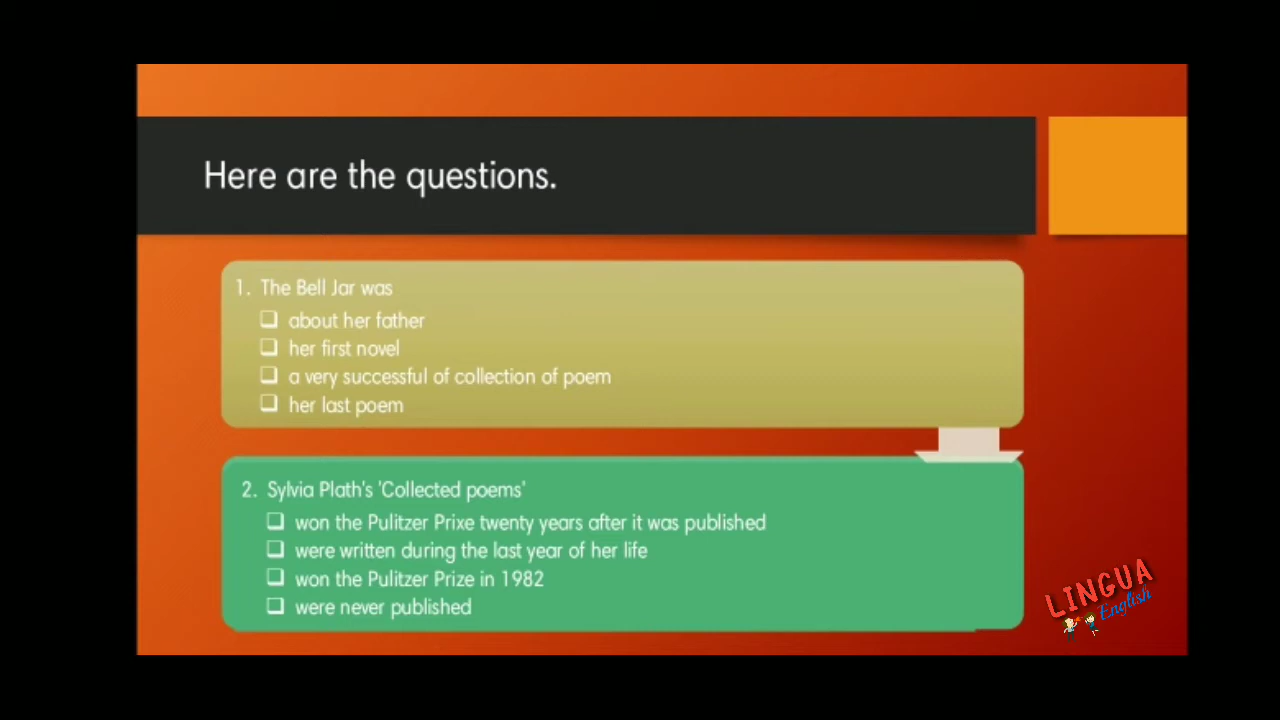 Here are the questions.
1. The Bell Jar was
❑ about her father
❑ her first novel
❑ a very successful of collection of poem
❑ her last poem
2. Sylvia Plath's 'Collected poems'
❑ won the Pulitzer Prixe twenty years after it was published
❑ were written during the last year of her life
❑ won the Pulitzer Prize in 1982
❑ were never published
LINGUA
English